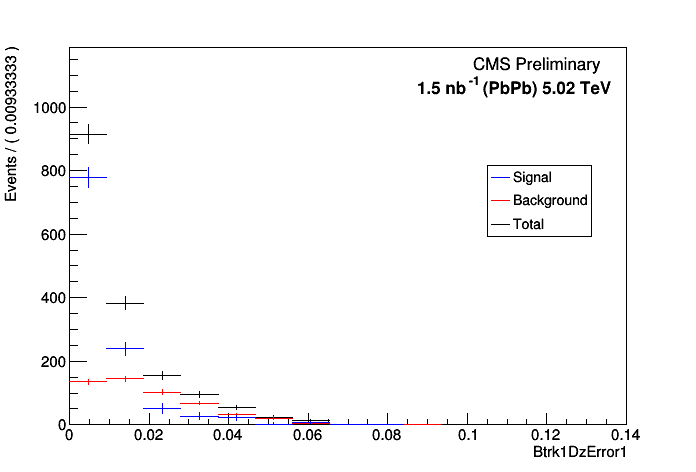 CMS Preliminary
1.5 nb-1 (PbPb) 5.02 TeV
Events / ( 0.00933333 )
1000
800
600
400
200
0
Signal
Background
Total
0 0.02 0.04 0.06 0.08 0.1 0.12 0.14
Btrk1DzError1